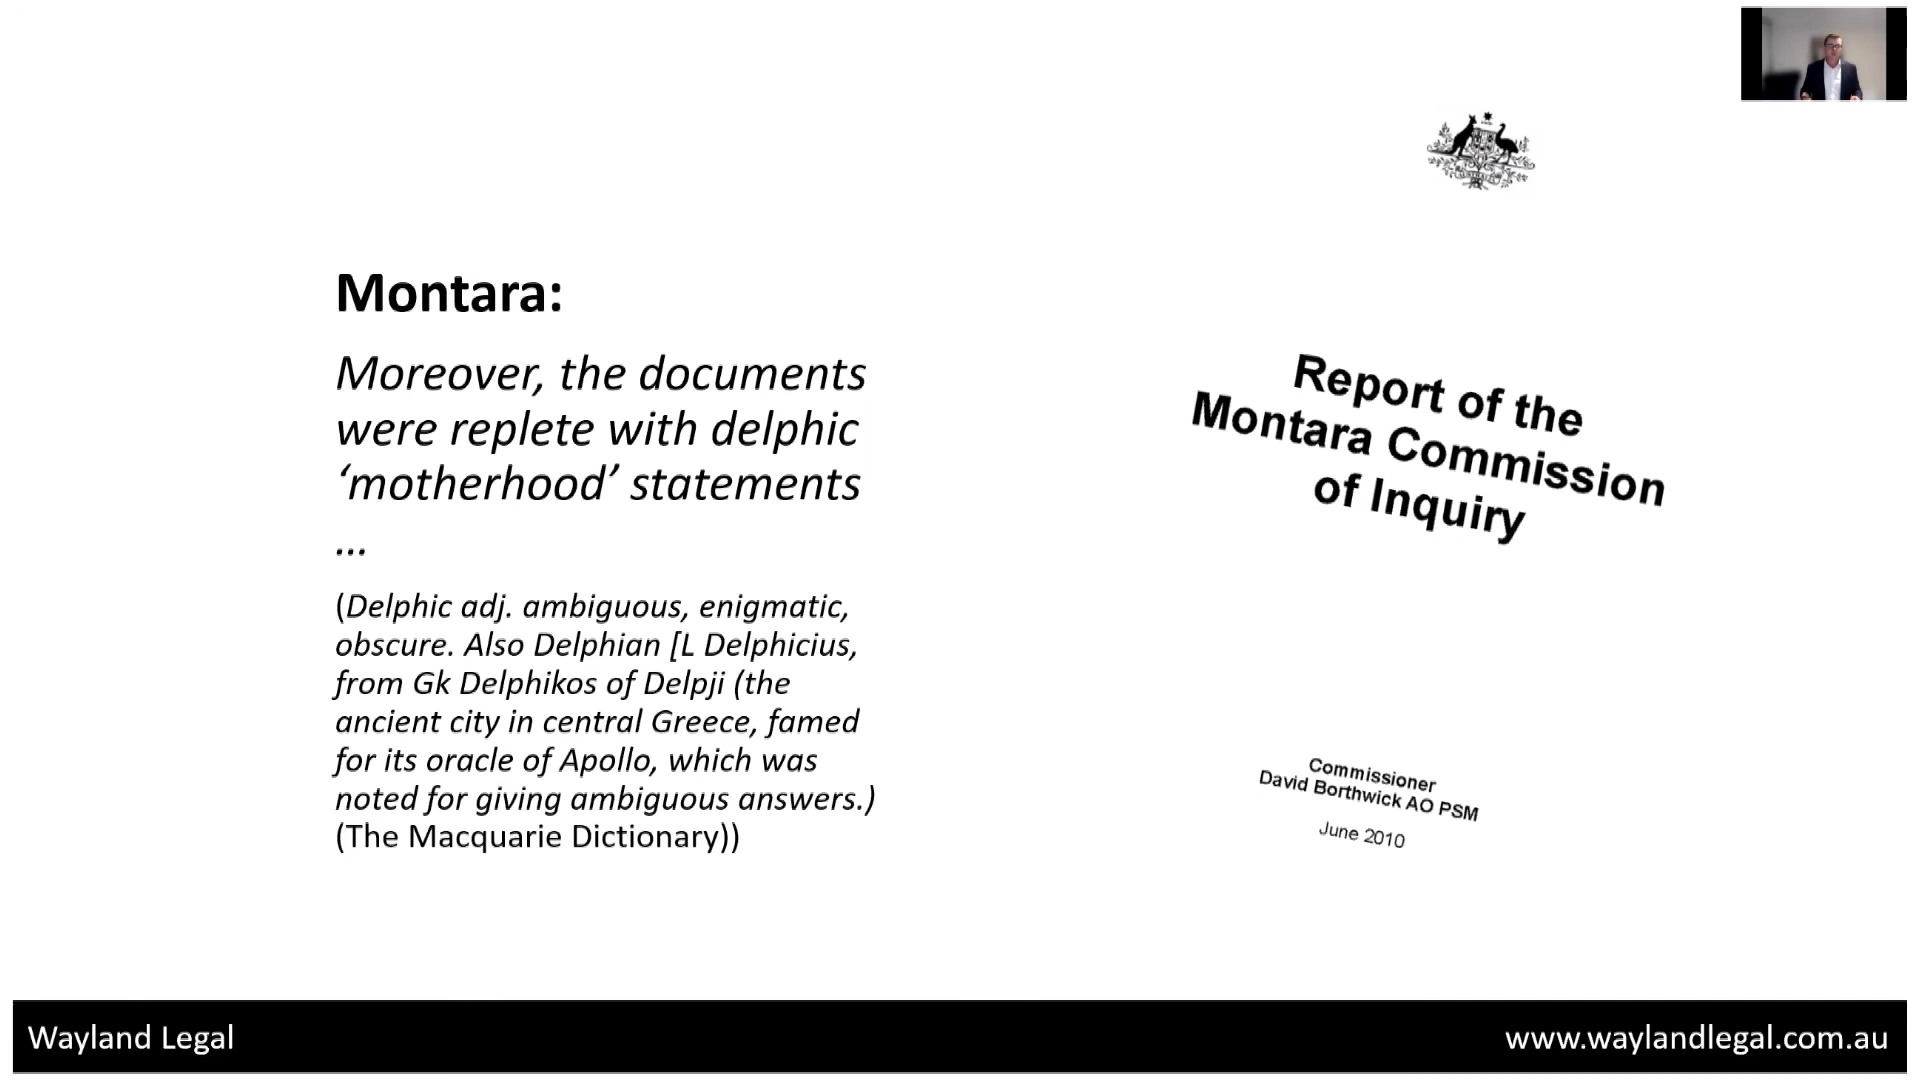 Montara:
Moreover, the documents
were replete with delphic
‘motherhood’ statements
...
(Delphic adj. ambiguous, enigmatic,
obscure. Also Delphian [L Delphicius,
from Gk Delphikos of Delpji (the
ancient city in central Greece, famed
for its oracle of Apollo, which was
noted for giving ambiguous answers.)
(The Macquarie Dictionary))
AUSTRALIA
Report of the
Montara Commission
of Inquiry
Commissioner
David Borthwick AO PSM
June 2010
Wayland Legal
www.waylandlegal.com.au